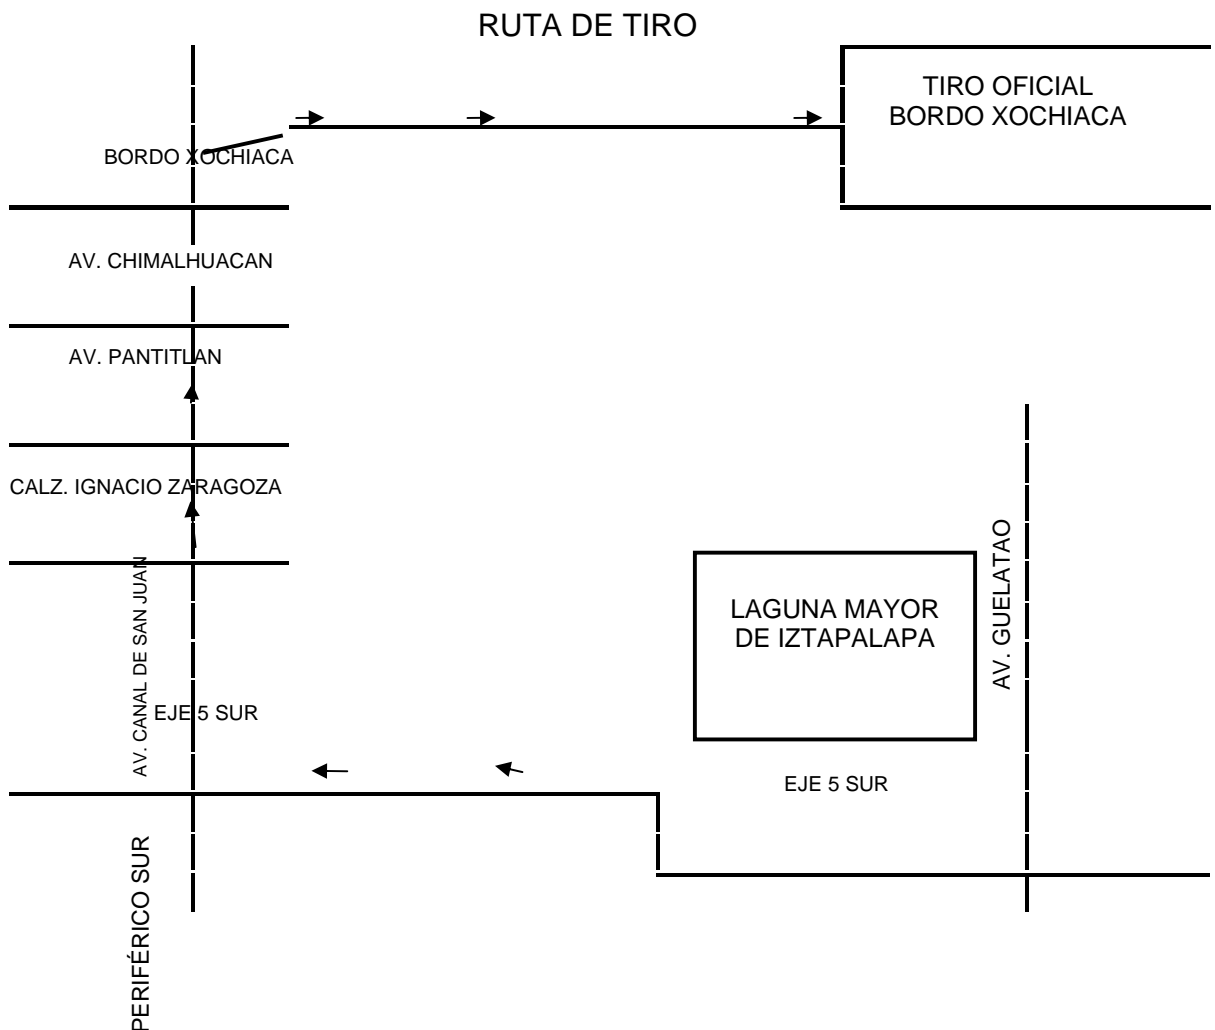 RUTA DE TIRO
TIRO OFICIAL
BORDO XOCHIACA
BORDO XOCHIACA
AV. CHIMALHUACAN
AV. PANTITLAN
CALZ. IGNACIO ZARAGOZA
AV. CANAL DE SAN JUAN
EJE 5 SUR
LAGUNA MAYOR
DE IZTAPALAPA
AV. GUELATAO
EJE 5 SUR
PERIFÉRICO SUR